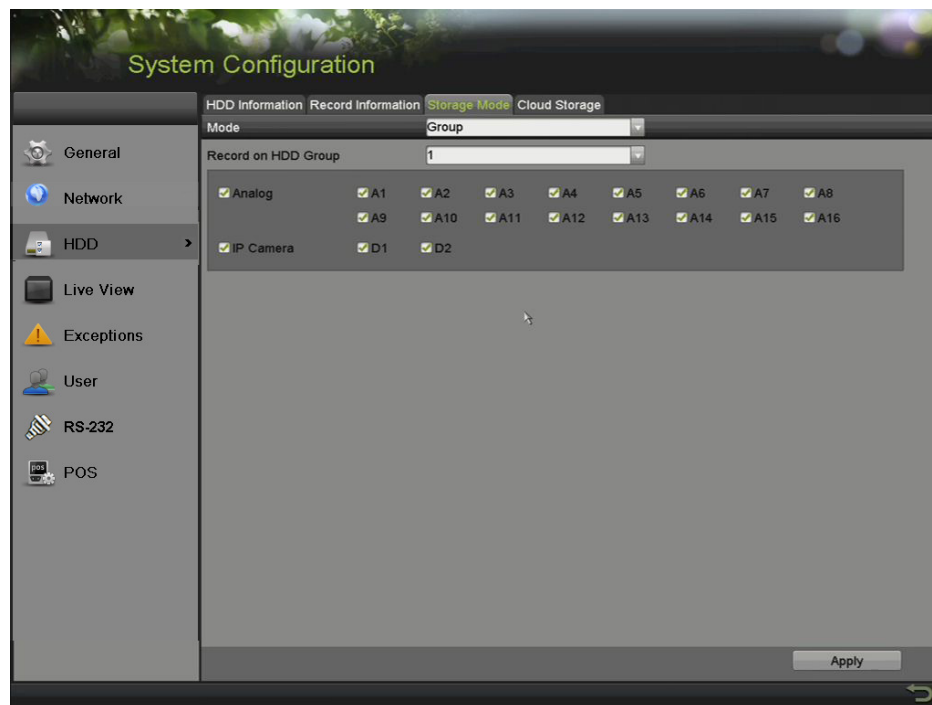 System Configuration
HDD Information Record Information Storage Mode Cloud Storage
Mode Group
General
Record on HDD Group 1
Analog A1 A2 A3 A4 A5 A6 A7 A8
Network
A9 A10 A11 A12 A13 A14 A15 A16
HDD >
IP Camera D1 D2
Live View
Exceptions
User
RS-232
pos
POS
Apply